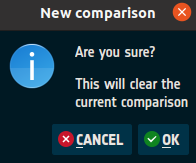 New comparison
Are you sure?
This will clear the
current comparison
CANCEL
OK